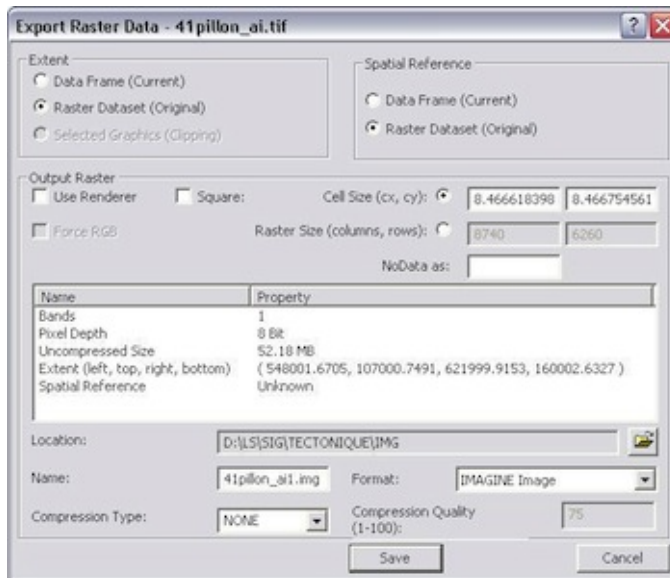 Export Raster Data - 41pillon_ai.tif
Extent
Data Frame (Current)
Raster Dataset (Original)
Selected Graphics (Clipping)
Spatial Reference
Data Frame (Current)
Raster Dataset (Original)
Output Raster
Use Renderer
Square:
Cell Size (cx, cy):
8.466618398
8.466754561
Force RGB
Raster Size (columns, rows):
8740
6260
NoData as:
Name Property
Bands 1
Pixel Depth 8 Bit
Uncompressed Size 52.18 MB
Extent (left, top, right, bottom) ( 548001.6705, 107000.7491, 621999.9153, 160002.6327 )
Spatial Reference Unknown
Location: D:\LS\SIG\TECTONIQUE\IMG
Name: 41pillon_ai1.img Format: IMAGINE Image
Compression Type: NONE Compression Quality
(1-100): 75
Save Cancel